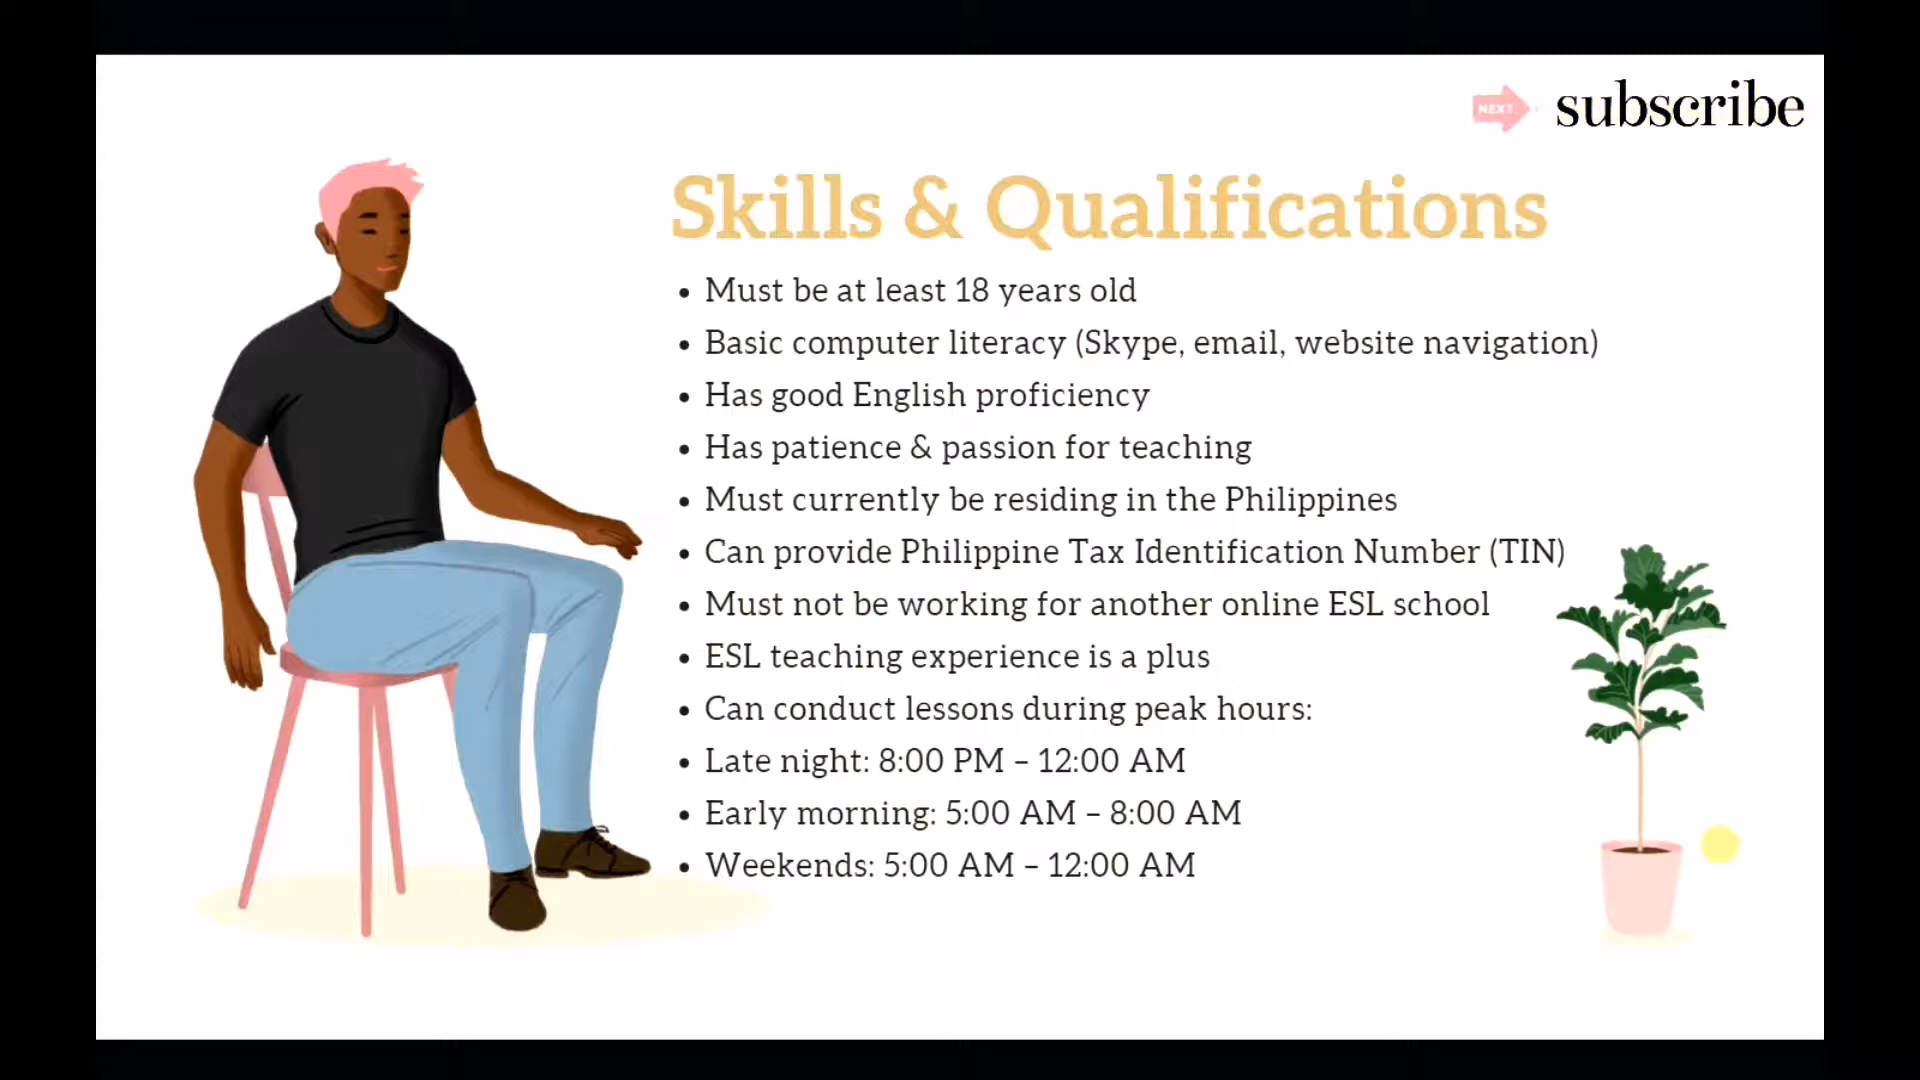 NEXT
subscribe
Skills & Qualifications
• Must be at least 18 years old
• Basic computer literacy (Skype, email, website navigation)
• Has good English proficiency
• Has patience & passion for teaching
• Must currently be residing in the Philippines
• Can provide Philippine Tax Identification Number (TIN)
• Must not be working for another online ESL school
• ESL teaching experience is a plus
• Can conduct lessons during peak hours:
• Late night: 8:00 PM – 12:00 AM
• Early morning: 5:00 AM – 8:00 AM
• Weekends: 5:00 AM – 12:00 AM